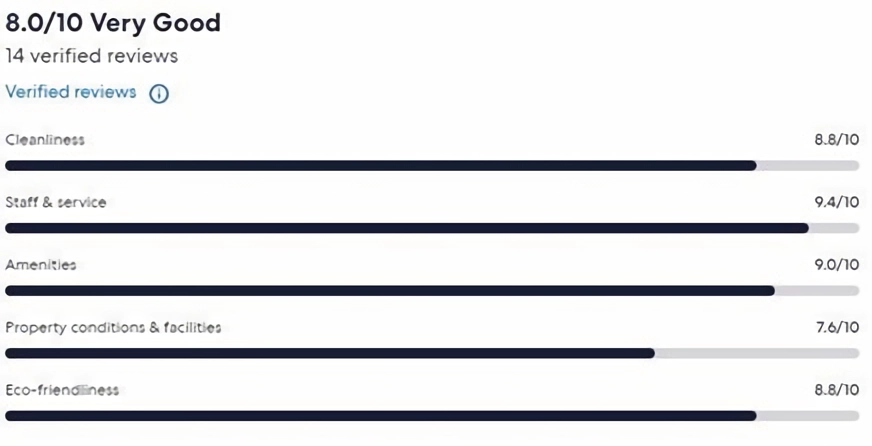 8.0/10 Very Good
14 verified reviews
Verified reviews
Cleanliness 8.8/10
Staff & service 9.4/10
Amenities 9.0/10
Property conditions & facilities 7.6/10
Eco-friendliness 8.8/10